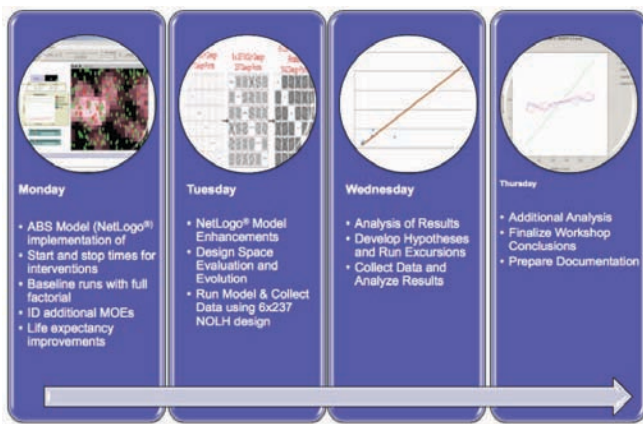 Monday
• ABS Model (NetLogo®)
implementation of
• Start and stop times for
interventions
• Baseline runs with full
factorial
• ID additional MOEs
• Life expectancy
improvements
Tuesday
• NetLogo® Model
Enhancements
• Design Space
Evaluation and
Evolution
• Run Model & Collect
Data using 6x237
NOLH design
Wednesday
• Analysis of Results
• Develop Hypotheses
and Run Excursions
• Collect Data and
Analyze Results
Thursday
• Additional Analysis
• Finalize Workshop
Conclusions
• Prepare Documentation